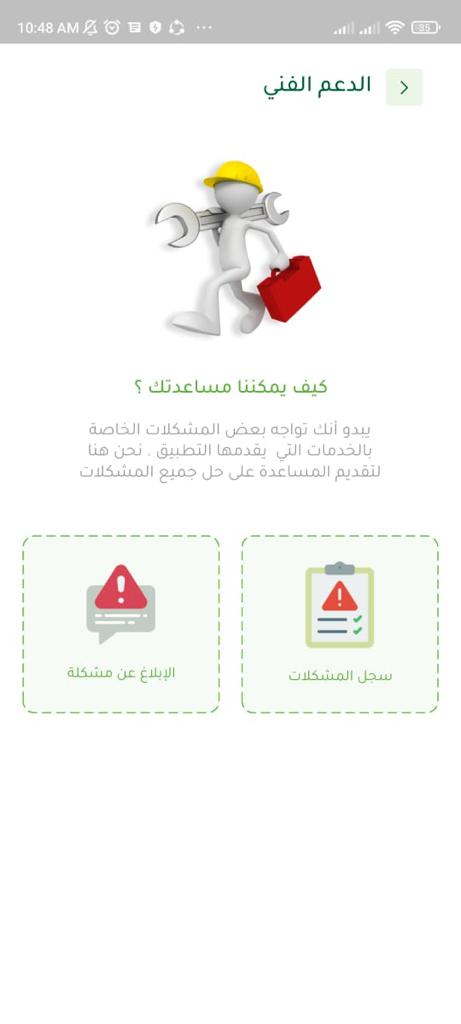 10:48 AM
35
الدعم الفني
كيف يمكننا مساعدتك ؟
يبدو أنك تواجه بعض المشكلات الخاصة
بالخدمات التي يقدمها التطبيق . نحن هنا
لتقديم المساعدة على حل جميع المشكلات
سجل المشكلات
الإبلاغ عن مشكلة